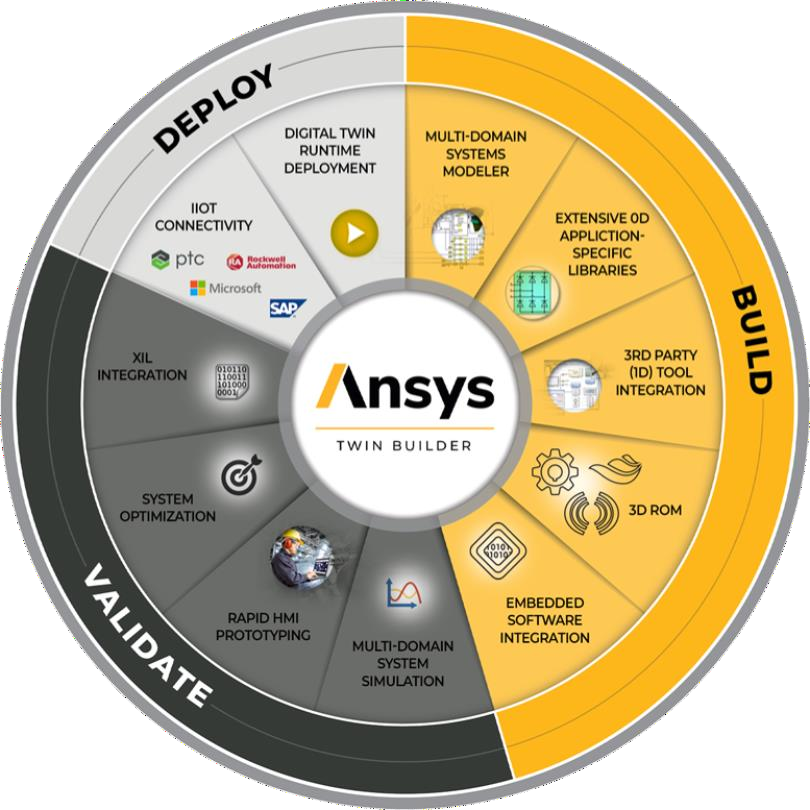 DEPLOY
DIGITAL TWIN
RUNTIME
DEPLOYMENT
MULTI-DOMAIN
SYSTEMS
MODELER
IIOT
CONNECTIVITY
ptc
Rockwell
Automation
Microsoft
SAP
EXTENSIVE 0D
APPLICTION-
SPECIFIC
LIBRARIES
BUILD
XIL
INTEGRATION
010110
110011
101000
0001
Ansys
TWIN BUILDER
3RD PARTY
(1D) TOOL
INTEGRATION
SYSTEM
OPTIMIZATION
3D ROM
VALIDATE
RAPID HMI
PROTOTYPING
MULTI-DOMAIN
SYSTEM
SIMULATION
EMBEDDED
SOFTWARE
INTEGRATION